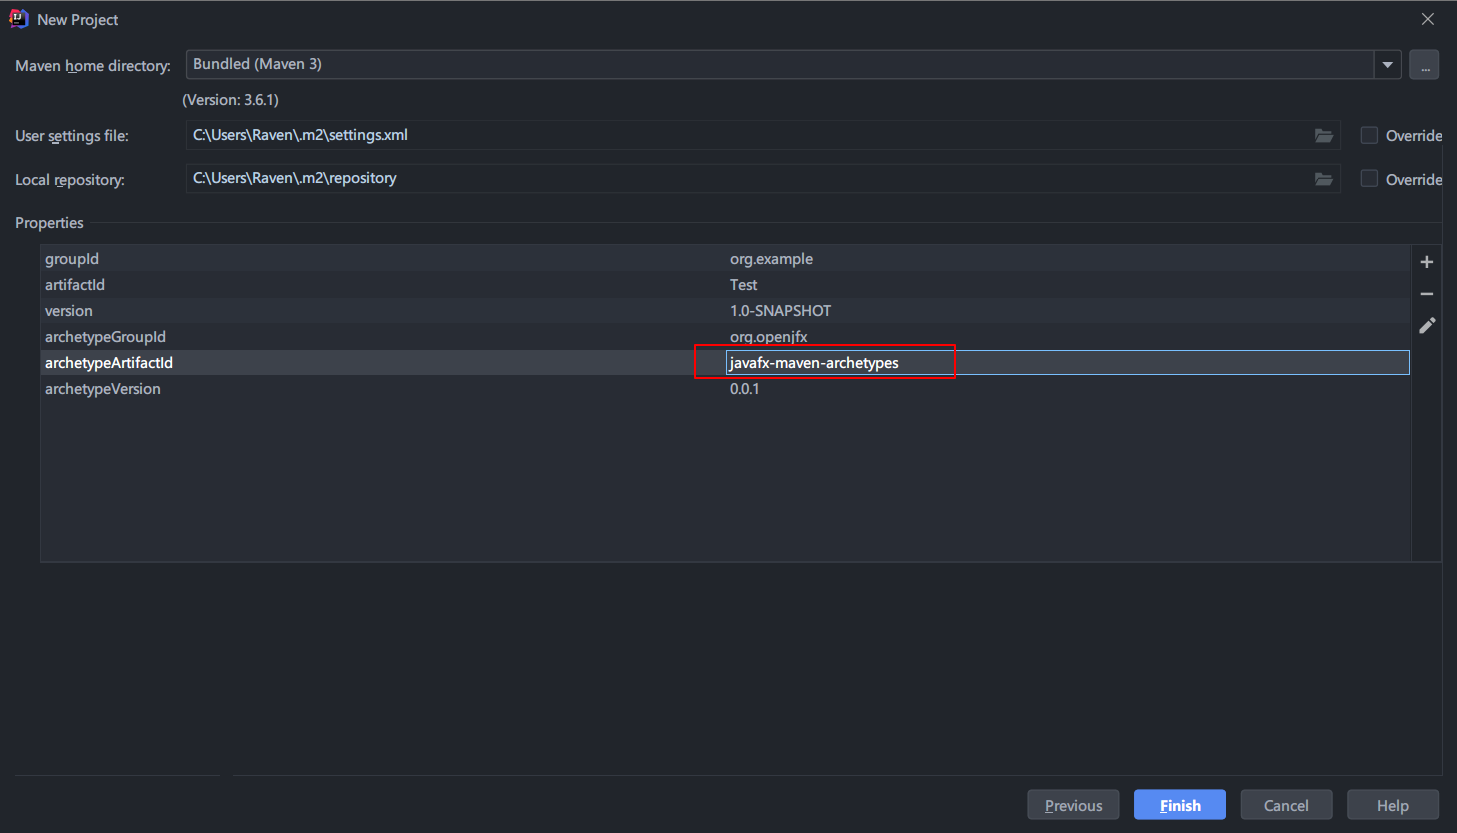 New Project
Maven home directory: Bundled (Maven 3) ...
(Version: 3.6.1)
User settings file: C:\Users\Raven\.m2\settings.xml Override
Local repository: C:\Users\Raven\.m2\repository Override
Properties
groupId org.example
artifactId Test
version 1.0-SNAPSHOT
archetypeGroupId org.openjfx
archetypeArtifactId javafx-maven-archetypes
archetypeVersion 0.0.1
Previous Finish Cancel Help